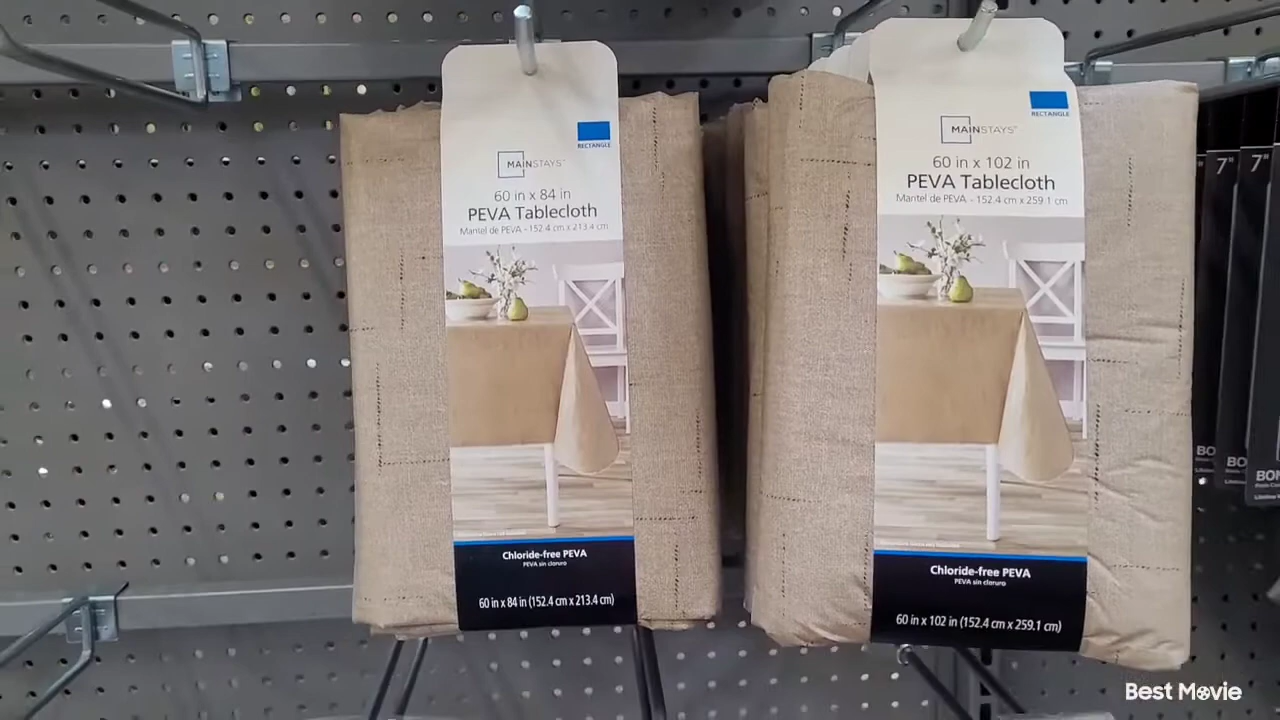 RECTANGLE
MAINSTAYS
60 in x 84 in
PEVA Tablecloth
Mantel de PEVA - 152.4 cm x 213.4 cm
Chloride-free PEVA
PEVA sin cloruro
60 in x 84 in (152.4 cm x 213.4 cm)
RECTANGLE
MAINSTAYS
60 in x 102 in
PEVA Tablecloth
Mantel de PEVA - 152.4 cm x 259.1 cm
Chloride-free PEVA
PEVA sin cloruro
60 in x 102 in (152.4 cm x 259.1 cm)
7"
7"
BO
BO
BON
Best Movie